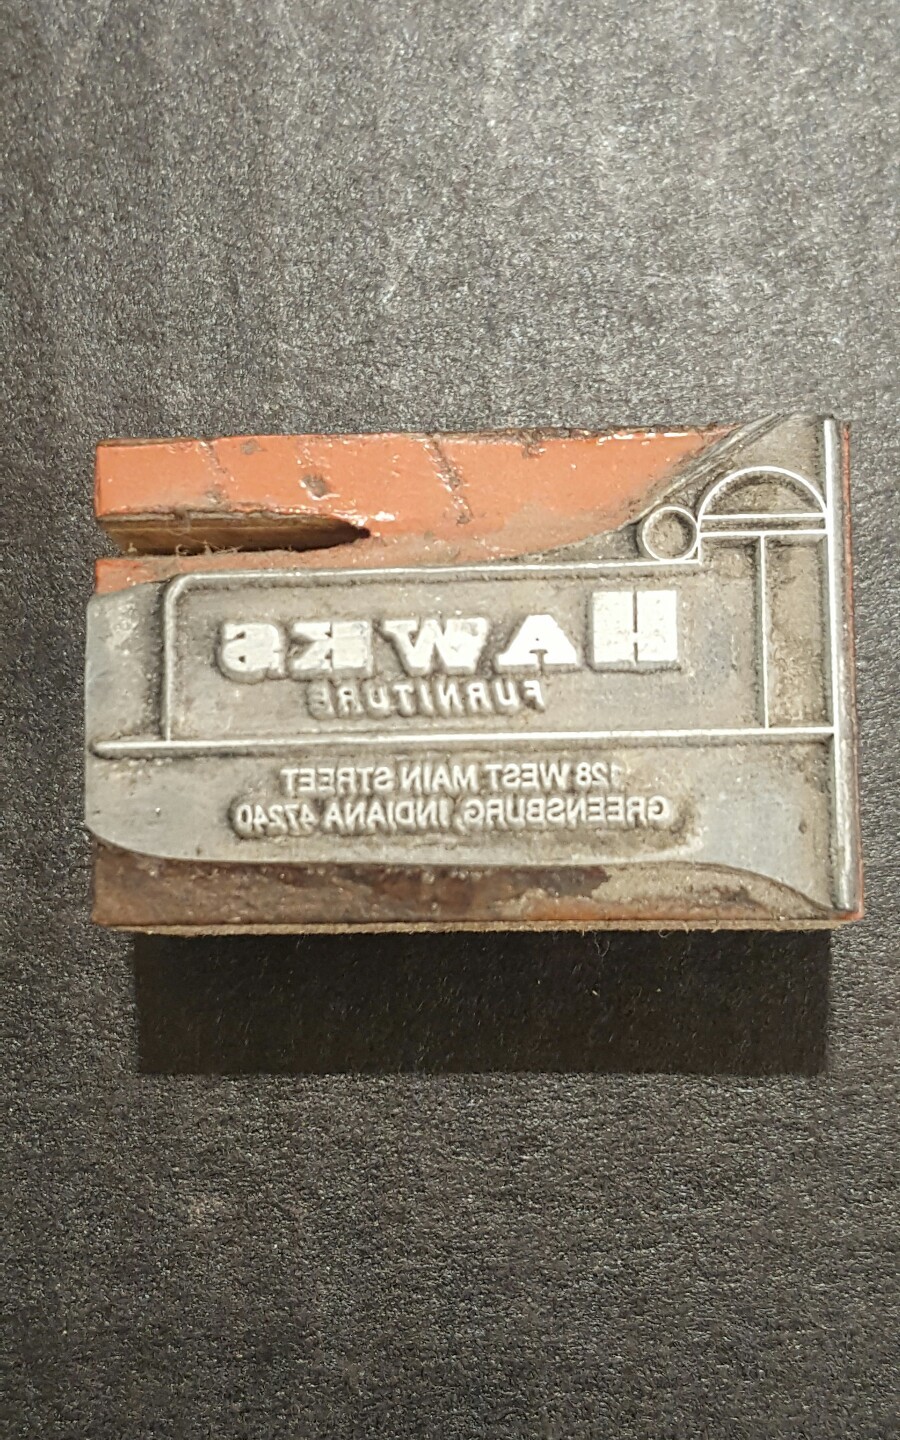 HAWKS
FURNITURE
128 WEST MAIN STREET
GREENSBURG, INDIANA 47240